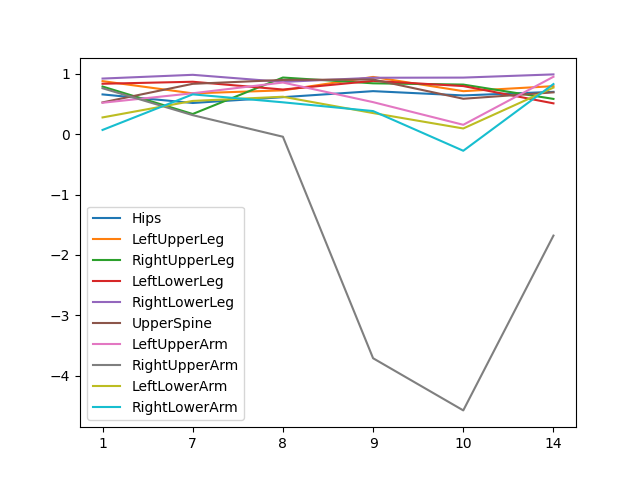 1
0
−1
−2
−3
−4
Hips
LeftUpperLeg
RightUpperLeg
LeftLowerLeg
RightLowerLeg
UpperSpine
LeftUpperArm
RightUpperArm
LeftLowerArm
RightLowerArm
1 7 8 9 10 14